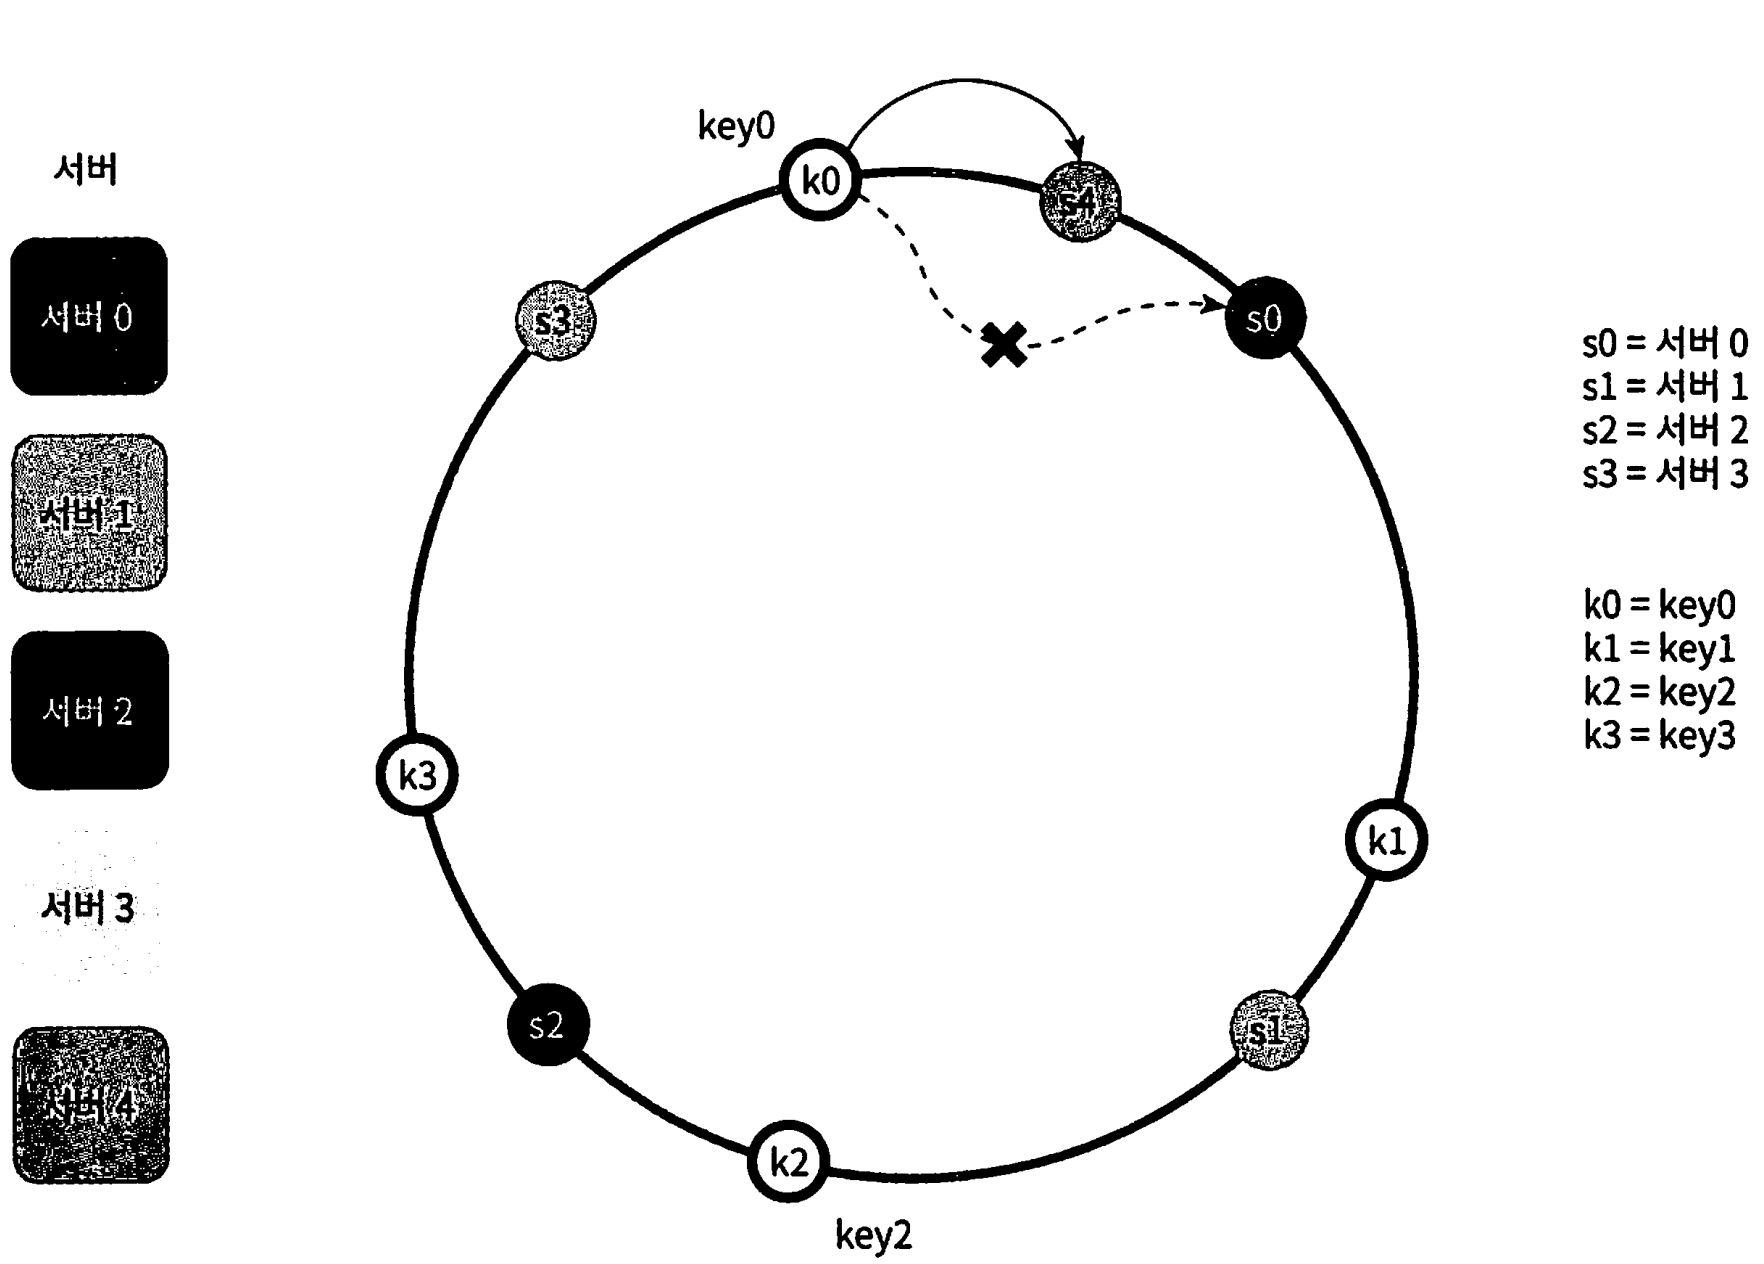 서버
서버 0
서버 1
서버 2
서버 3
서버 4
key0
k0
s4
s3
s0
k3
k1
s2
s1
k2
key2
s0 = 서버 0
s1 = 서버 1
s2 = 서버 2
s3 = 서버 3
k0 = key0
k1 = key1
k2 = key2
k3 = key3